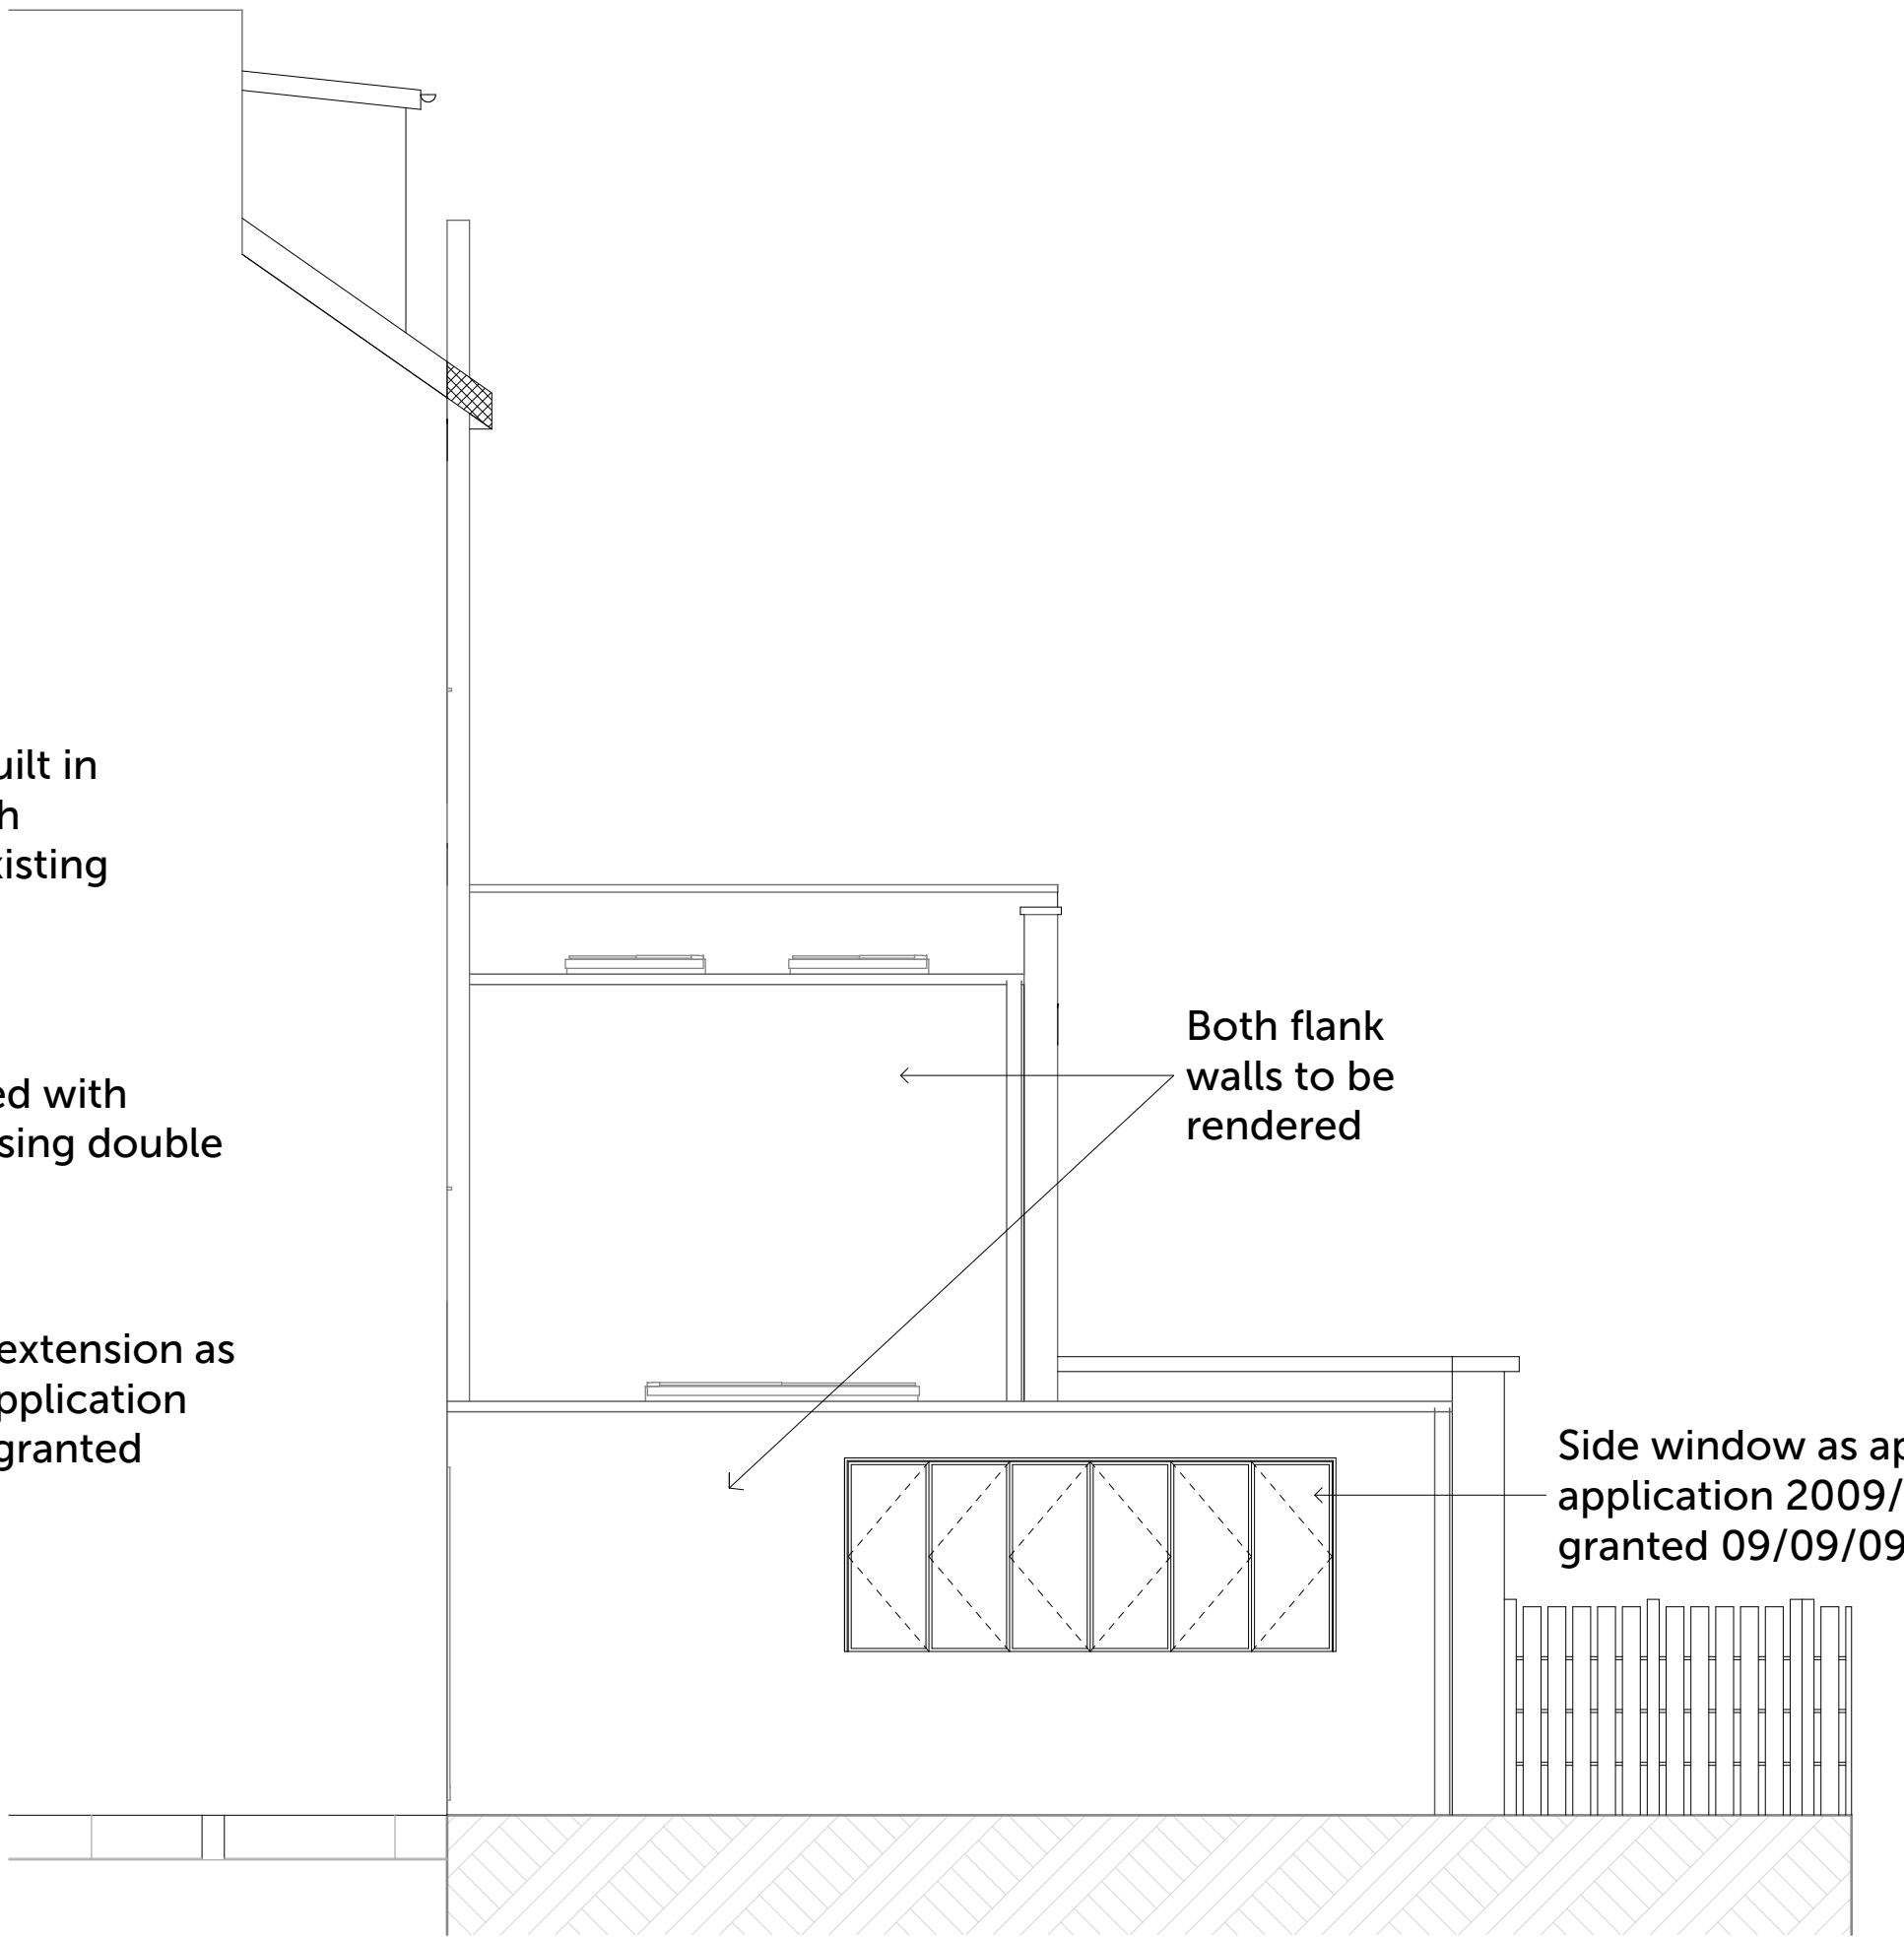 uilt in
h
xisting
ed with
sing double
extension as
pplication
granted
Both flank
walls to be
rendered
Side window as ap
application 2009/
granted 09/09/09